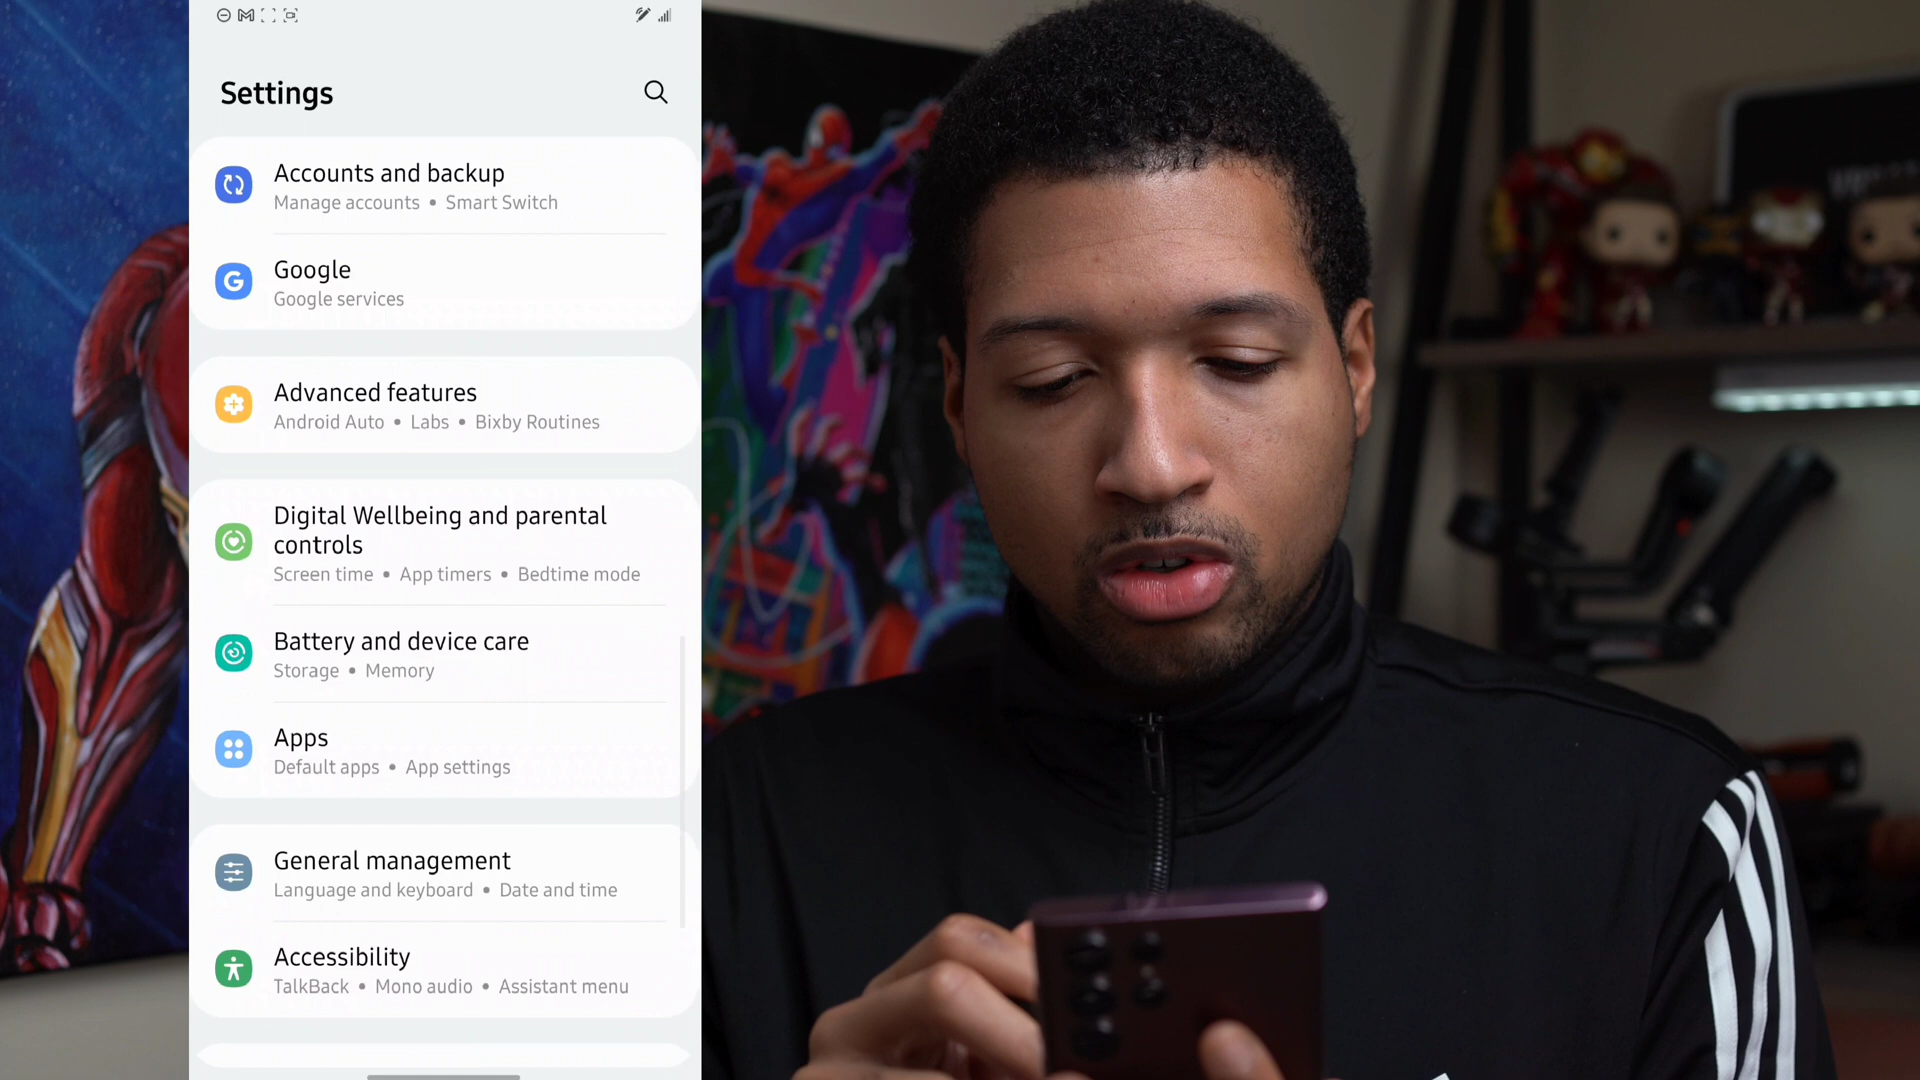 Settings
Accounts and backup
Manage accounts • Smart Switch
Google
Google services
Advanced features
Android Auto • Labs • Bixby Routines
Digital Wellbeing and parental
controls
Screen time • App timers • Bedtime mode
Battery and device care
Storage • Memory
Apps
Default apps • App settings
General management
Language and keyboard • Date and time
Accessibility
TalkBack • Mono audio • Assistant menu